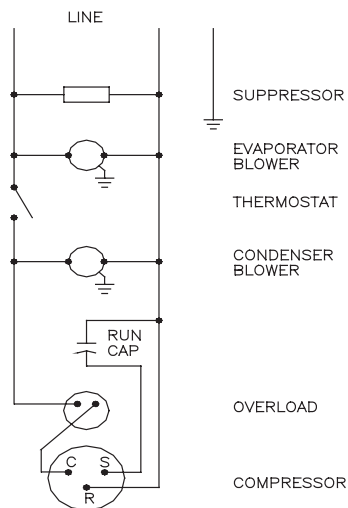 LINE
SUPPRESSOR
EVAPORATOR
BLOWER
THERMOSTAT
CONDENSER
BLOWER
RUN
CAP
OVERLOAD
C S
COMPRESSOR
R